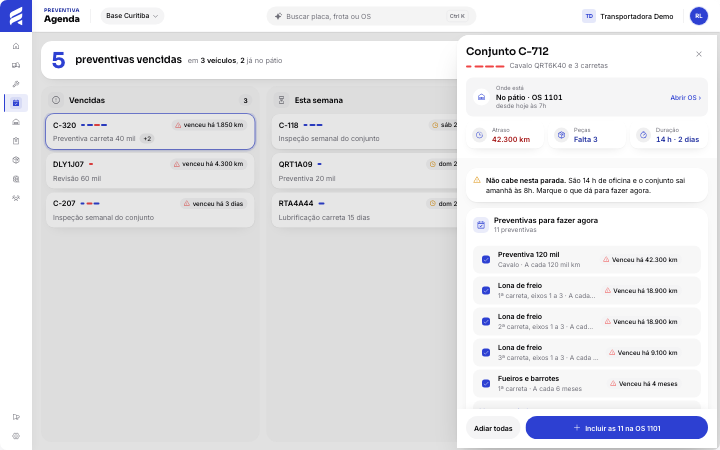 PREVENTIVA
Agenda
Base Curitiba
Buscar placa, frota ou OS
Ctrl K
TD
Transportadora Demo
RL
5
preventivas vencidas
em 3 veículos, 2 já no pátio
Vencidas
3
C-320
venceu há 1.850 km
Preventiva carreta 40 mil
+2
DLY1J07
venceu há 4.300 km
Revisão 60 mil
C-207
venceu há 3 dias
Inspeção semanal do conjunto
Esta semana
C-118
sáb 2
Inspeção semanal do conjunto
QRT1A09
dom 2
Preventiva 20 mil
RTA4A44
dom 2
Lubrificação carreta 15 dias
Conjunto C-712
Cavalo QRT6K40 e 3 carretas
Onde está
No pátio · OS 1101
desde hoje às 7h
Abrir OS ›
Atraso
42.300 km
Peças
Falta 3
Duração
14 h · 2 dias
Não cabe nesta parada. São 14 h de oficina e o conjunto sai
amanhã às 8h. Marque o que dá para fazer agora.
Preventivas para fazer agora
11 preventivas
Preventiva 120 mil
Cavalo · A cada 120 mil km
Venceu há 42.300 km
Lona de freio
1ª carreta, eixos 1 a 3 · A cada...
Venceu há 18.900 km
Lona de freio
2ª carreta, eixos 1 a 3 · A cad...
Venceu há 18.900 km
Lona de freio
3ª carreta, eixos 1 a 3 · A cada ...
Venceu há 9.100 km
Fueiros e barrotes
1ª carreta · A cada 6 meses
Venceu há 4 meses
Adiar todas
Incluir as 11 na OS 1101